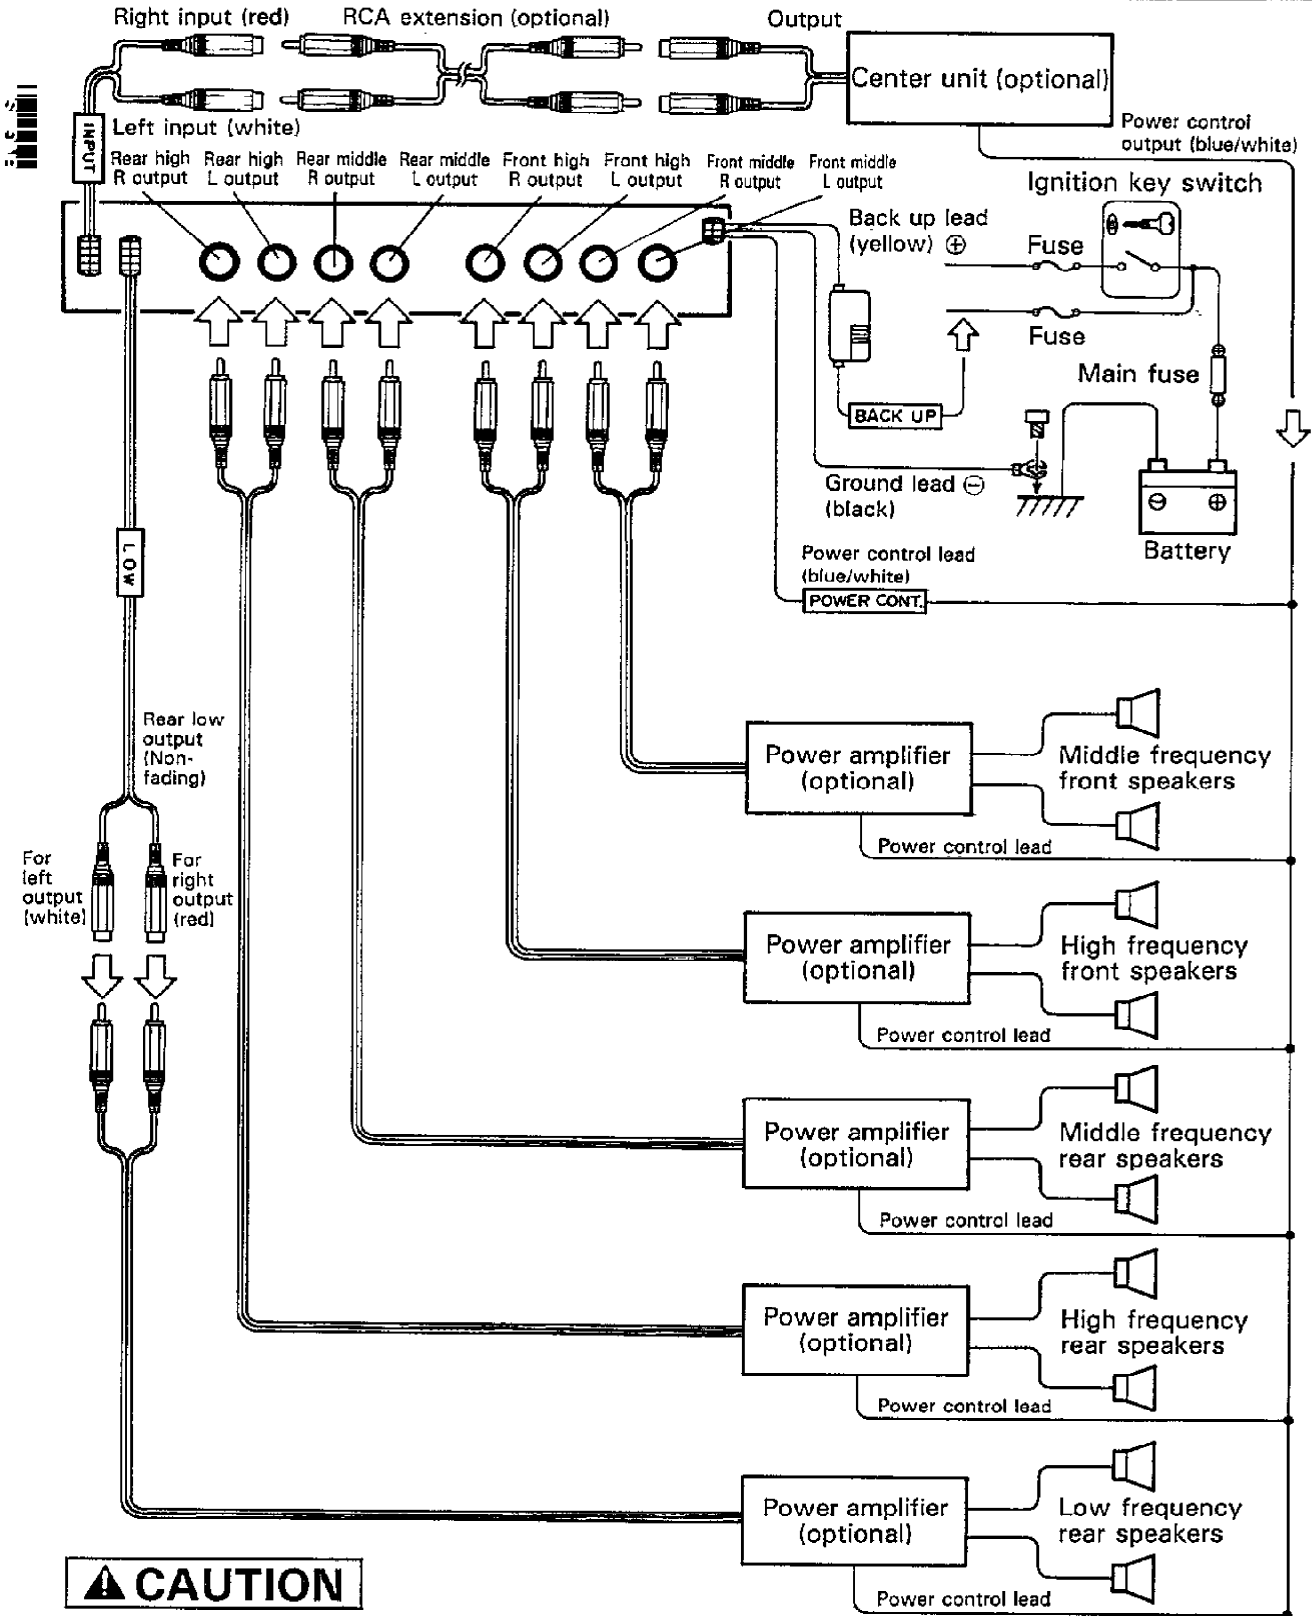 Right input (red)
RCA extension (optional)
Output
Center unit (optional)
Left input (white)
INPUT
Power control
output (blue/white)
Rear high
R output
Rear high
L output
Rear middle
R output
Rear middle
L output
Front high
R output
Front high
L output
Front middle
R output
Front middle
L output
Ignition key switch
Back up lead
(yellow) ⊕
Fuse
Fuse
Main fuse
BACK UP
Ground lead ⊖
(black)
⊖ ⊕
Battery
Power control lead
(blue/white)
POWER CONT.
LOW
Rear low
output
(Non-
fading)
For
left
output
(white)
For
right
output
(red)
Power amplifier
(optional)
Middle frequency
front speakers
Power control lead
Power amplifier
(optional)
High frequency
front speakers
Power control lead
Power amplifier
(optional)
Middle frequency
rear speakers
Power control lead
Power amplifier
(optional)
High frequency
rear speakers
Power control lead
Power amplifier
(optional)
Low frequency
rear speakers
Power control lead
CAUTION